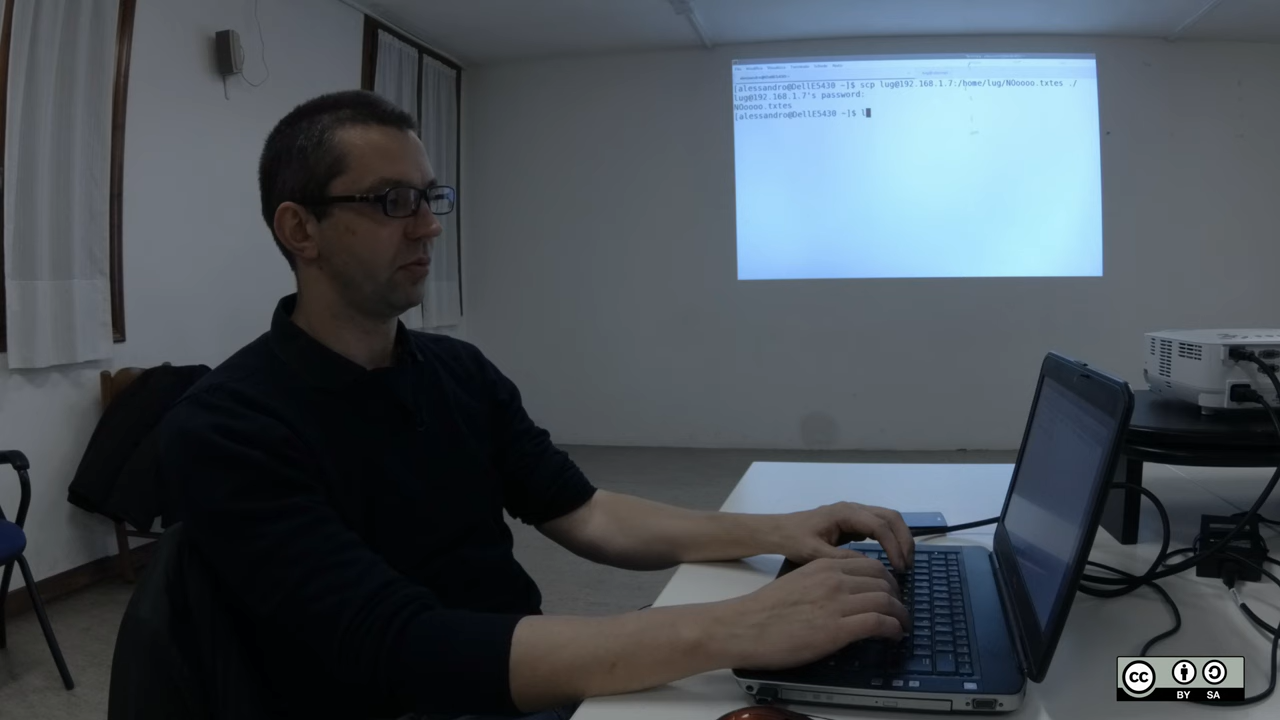 [alessandro@DellE5430 ~]$ scp lug@192.168.1.7:/home/lug/NOoooo.txtes ./
lug@192.168.1.7's password:
NOoooo.txtes
[alessandro@DellE5430 ~]$ l
cc
BY SA